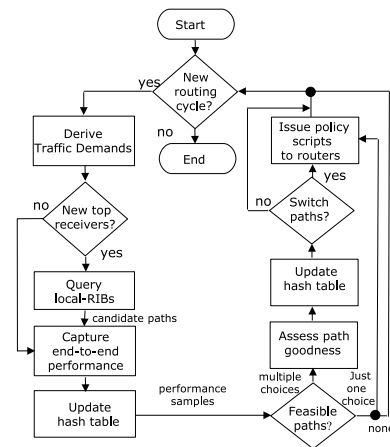 Start
New
routing
cycle?
yes
no
End
Derive
Traffic Demands
New top
receivers?
no
yes
Query
local-RIBs
candidate paths
Capture
end-to-end
performance
Update
hash table
performance
samples
Feasible
paths?
multiple
choices
Just
one
choice
none
Assess path
goodness
Update
hash table
Switch
paths?
no
yes
Issue policy
scripts
to routers